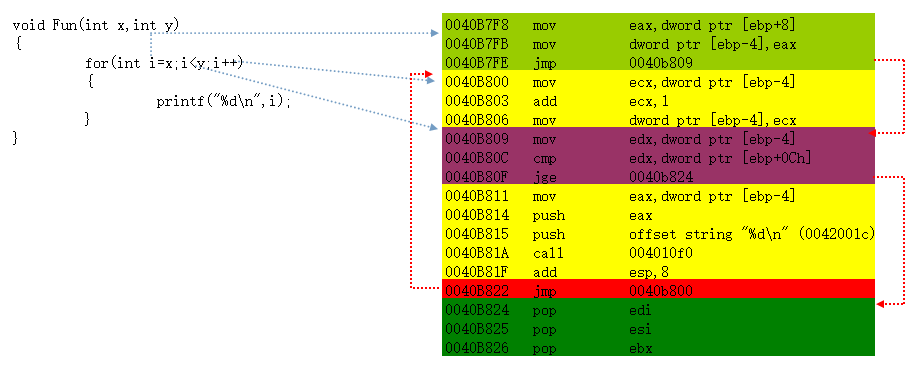 void Fun(int x,int y)
{
for(int i=x;i<y;i++)
{
printf("%d\n",i);
}
}
0040B7F8 mov eax,dword ptr [ebp+8]
0040B7FB mov dword ptr [ebp-4],eax
0040B7FE jmp 0040b809
0040B800 mov ecx,dword ptr [ebp-4]
0040B803 add ecx,1
0040B806 mov dword ptr [ebp-4],ecx
0040B809 mov edx,dword ptr [ebp-4]
0040B80C cmp edx,dword ptr [ebp+0Ch]
0040B80F jge 0040b824
0040B811 mov eax,dword ptr [ebp-4]
0040B814 push eax
0040B815 push offset string "%d\n" (0042001c)
0040B81A call 004010f0
0040B81F add esp,8
0040B822 jmp 0040b800
0040B824 pop edi
0040B825 pop esi
0040B826 pop ebx